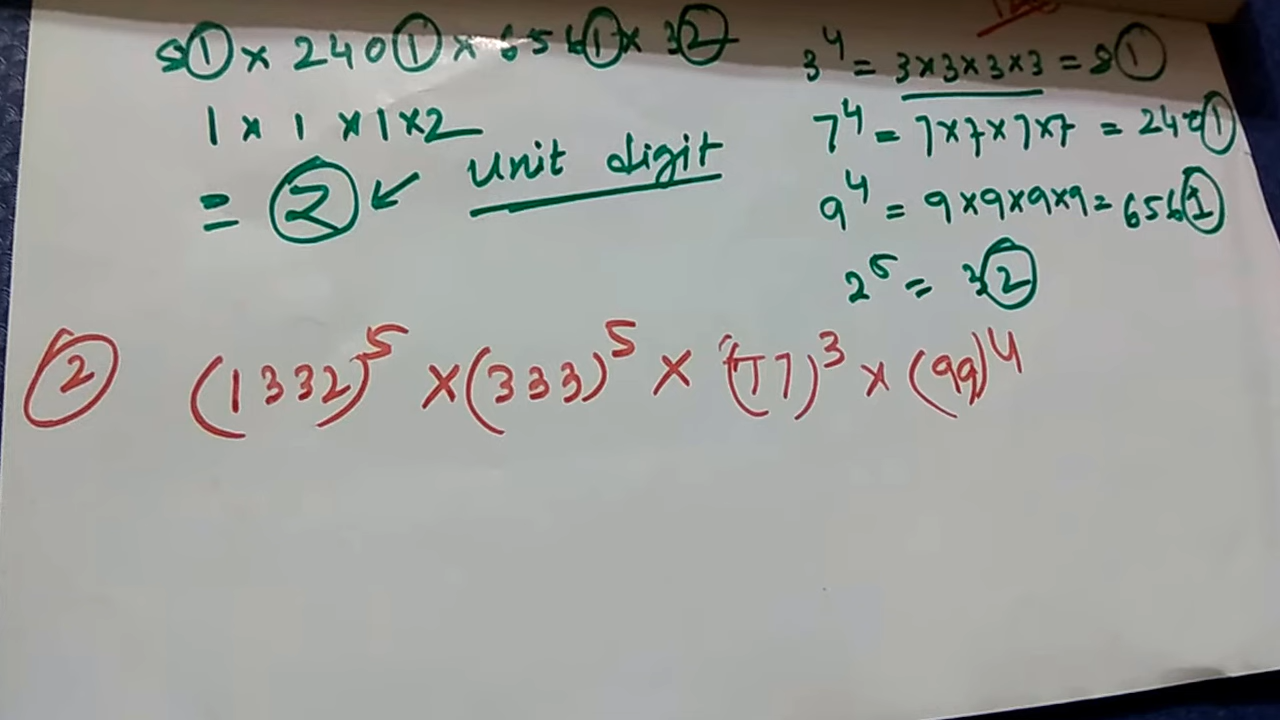 8① × 240① × 656① × 3②
1 × 1 × 1 × 2
= ② ← unit digit
3⁴ = 3×3×3×3 = 8①
7⁴ = 7×7×7×7 = 240①
9⁴ = 9×9×9×9 = 656①
2⁵ = 3②
② (1332)⁵ × (333)⁵ × (77)³ × (99)⁴